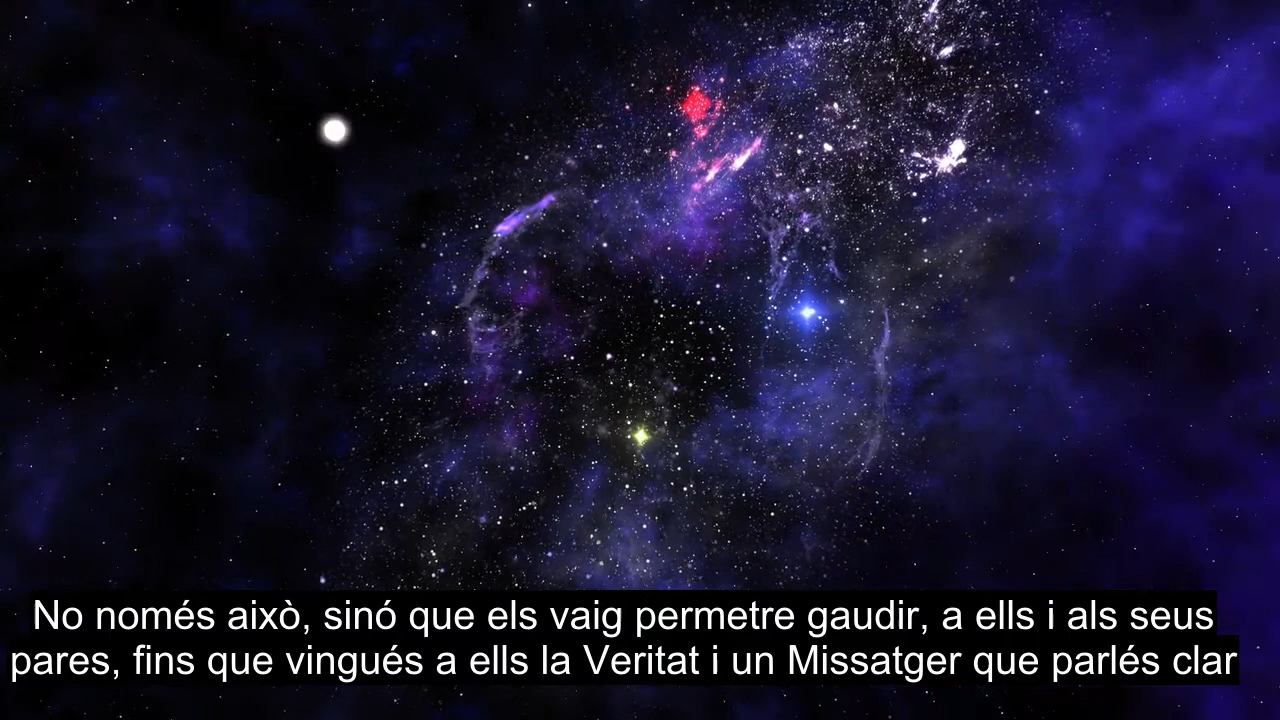 No només això, sinó que els vaig permetre gaudir, a ells i als seus
pares, fins que vingués a ells la Veritat i un Missatger que parlés clar